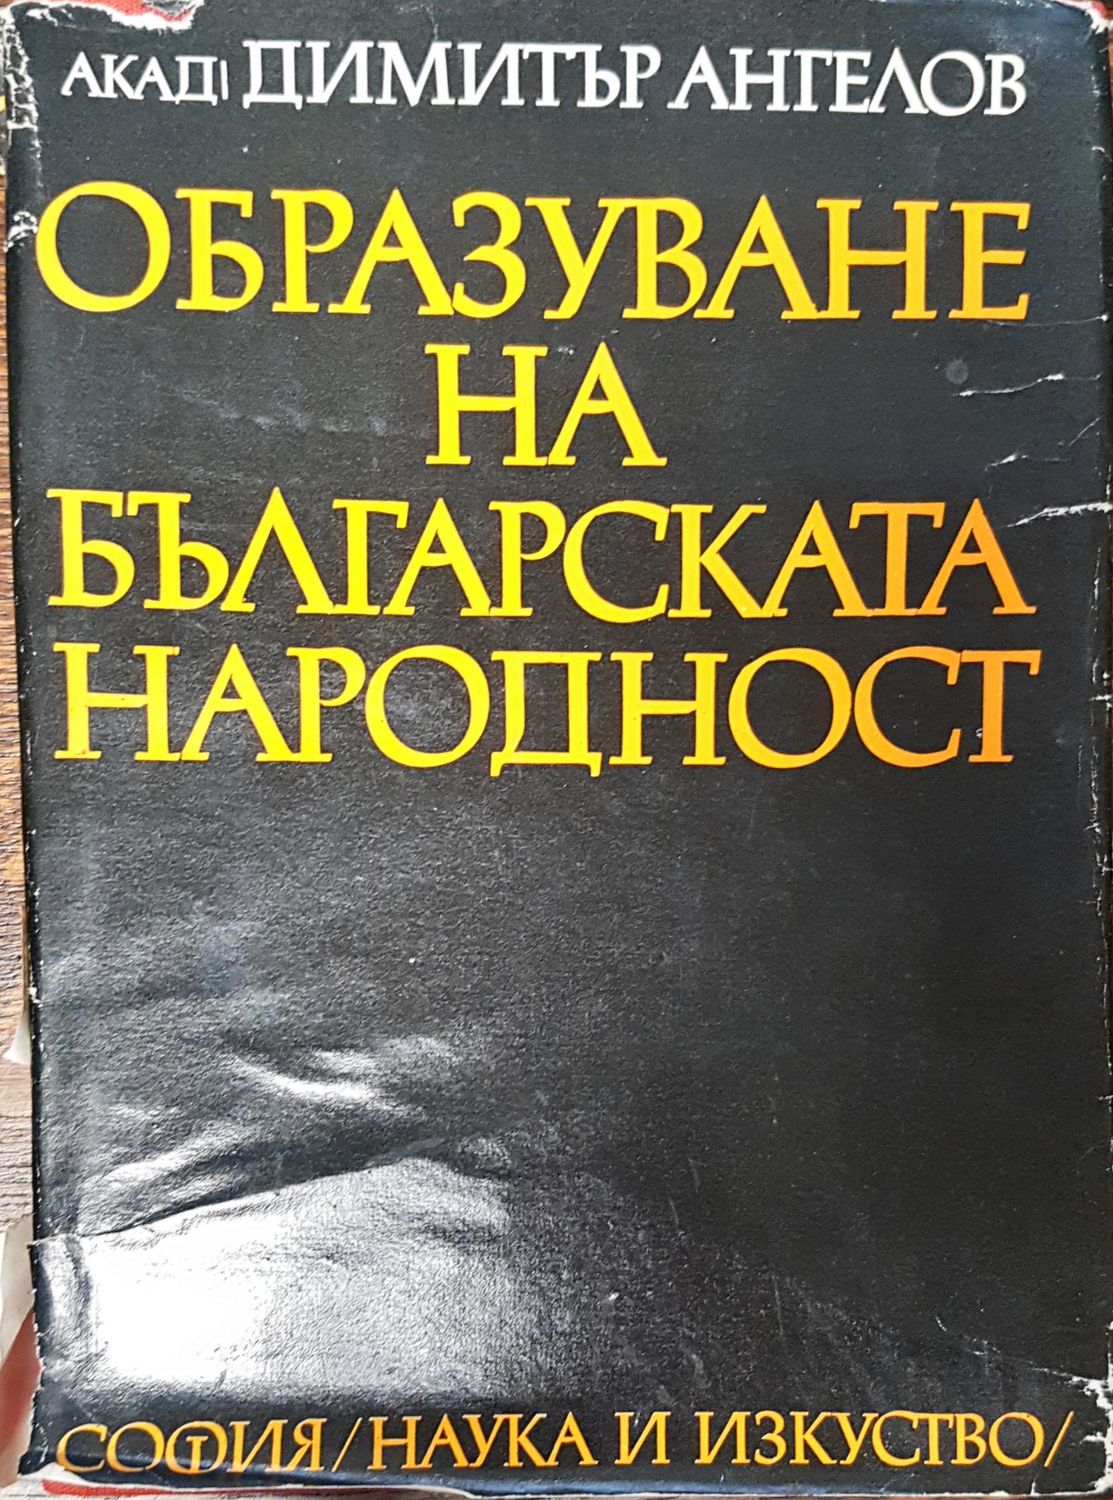 АКАД| ДИМИТЪР АНГЕЛОВ
ОБРАЗУВАНЕ
НА
БЪЛГАРСКАТА
НАРОДНОСТ
СОФИЯ/НАУКА И ИЗКУСТВО/